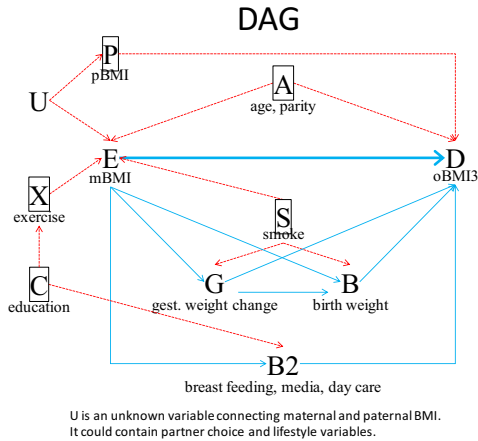 DAG
P
pBMI
A
age, parity
U
E
mBMI
D
oBMI3
X
exercise
S
smoke
C
education
G
gest. weight change
B
birth weight
B2
breast feeding, media, day care
U is an unknown variable connecting maternal and paternal BMI.
It could contain partner choice and lifestyle variables.